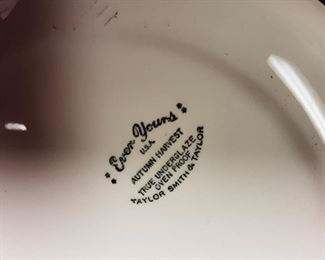 Ever Yours
U.S.A.
AUTUMN HARVEST
TRUE UNDERGLAZE
OVEN PROOF
TAYLOR SMITH & TAYLOR